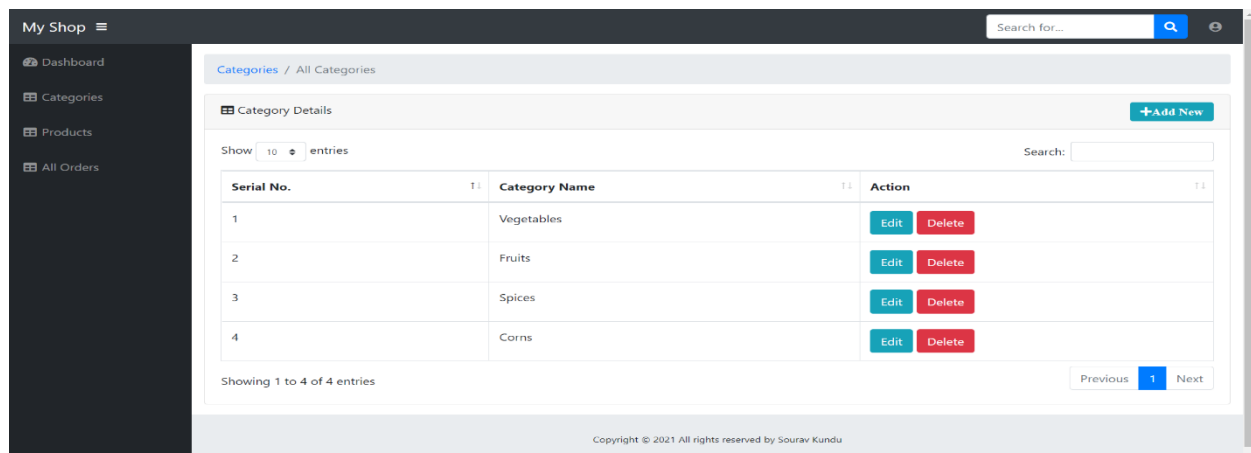 My Shop Search for...
Dashboard
Categories
Products
All Orders
Categories / All Categories
Category Details +Add New
Show 10 entries Search:
Serial No. Category Name Action
1 Vegetables Edit Delete
2 Fruits Edit Delete
3 Spices Edit Delete
4 Corns Edit Delete
Showing 1 to 4 of 4 entries Previous 1 Next
Copyright © 2021 All rights reserved by Sourav Kundu